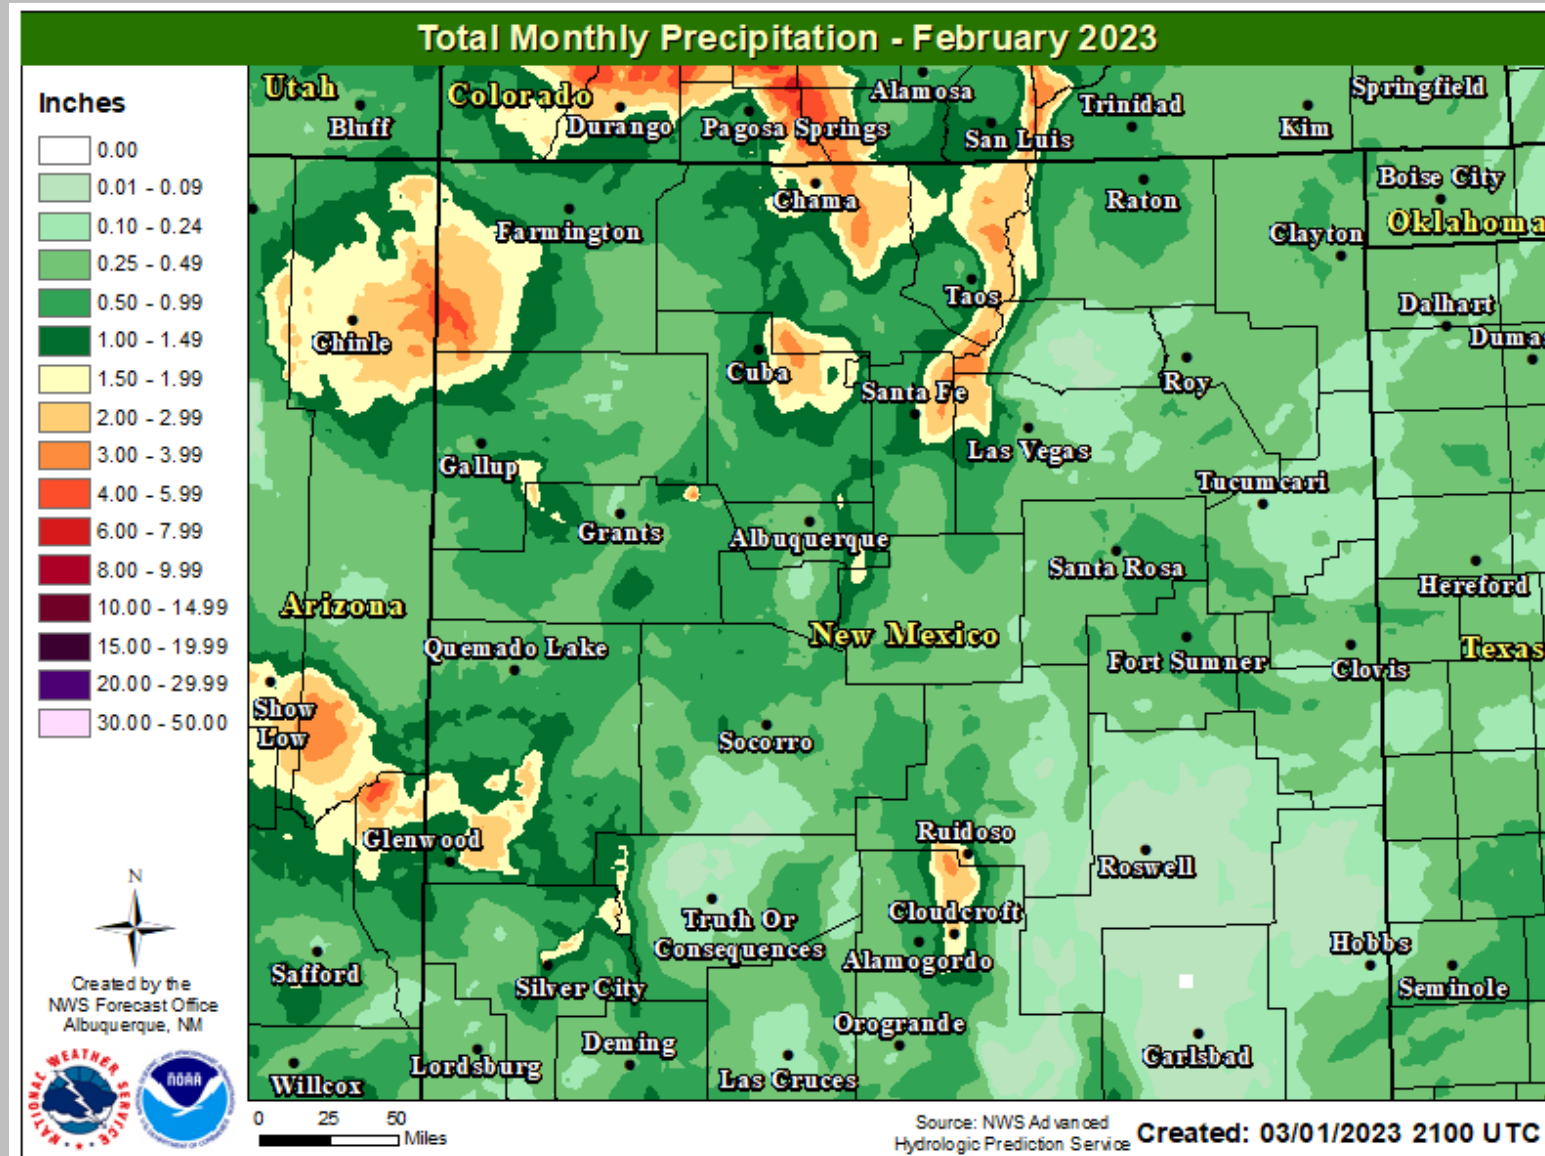 Total Monthly Precipitation - February 2023
Inches
0.00
0.01 - 0.09
0.10 - 0.24
0.25 - 0.49
0.50 - 0.99
1.00 - 1.49
1.50 - 1.99
2.00 - 2.99
3.00 - 3.99
4.00 - 5.99
6.00 - 7.99
8.00 - 9.99
10.00 - 14.99
15.00 - 19.99
20.00 - 29.99
30.00 - 50.00
Utah
Colorado
Bluff
Durango
Pagosa Springs
Alamosa
San Luis
Trinidad
Kim
Springfield
Farmington
Chama
Raton
Boise City
Oklahoma
Clayton
Taos
Dalhart
Chinle
Cuba
Santa Fe
Roy
Gallup
Las Vegas
Tucumcari
Grants
Albuquerque
Santa Rosa
Hereford
Arizona
New Mexico
Quemado Lake
Fort Sumner
Clovis
Texas
Show
Low
Socorro
Glenwood
Ruidoso
Roswell
Truth Or
Consequences
Cloudcroft
Alamogordo
Hobbs
Seminole
Safford
Silver City
Orogrande
Deming
Carlsbad
Lordsburg
Las Cruces
Willcox
N
Created by the
NWS Forecast Office
Albuquerque, NM
NATIONAL WEATHER SERVICE
NOAA
0 25 50
Miles
Source: NWS Advanced
Hydrologic Prediction Service
Created: 03/01/2023 2100 UTC